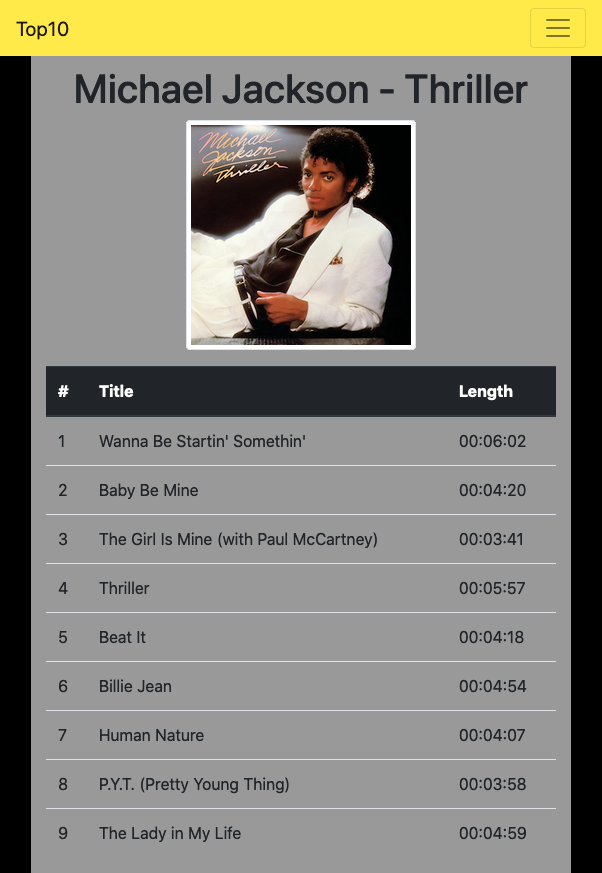 Top10
Michael Jackson - Thriller
Michael
Jackson
Thriller
# Title Length
1 Wanna Be Startin' Somethin' 00:06:02
2 Baby Be Mine 00:04:20
3 The Girl Is Mine (with Paul McCartney) 00:03:41
4 Thriller 00:05:57
5 Beat It 00:04:18
6 Billie Jean 00:04:54
7 Human Nature 00:04:07
8 P.Y.T. (Pretty Young Thing) 00:03:58
9 The Lady in My Life 00:04:59